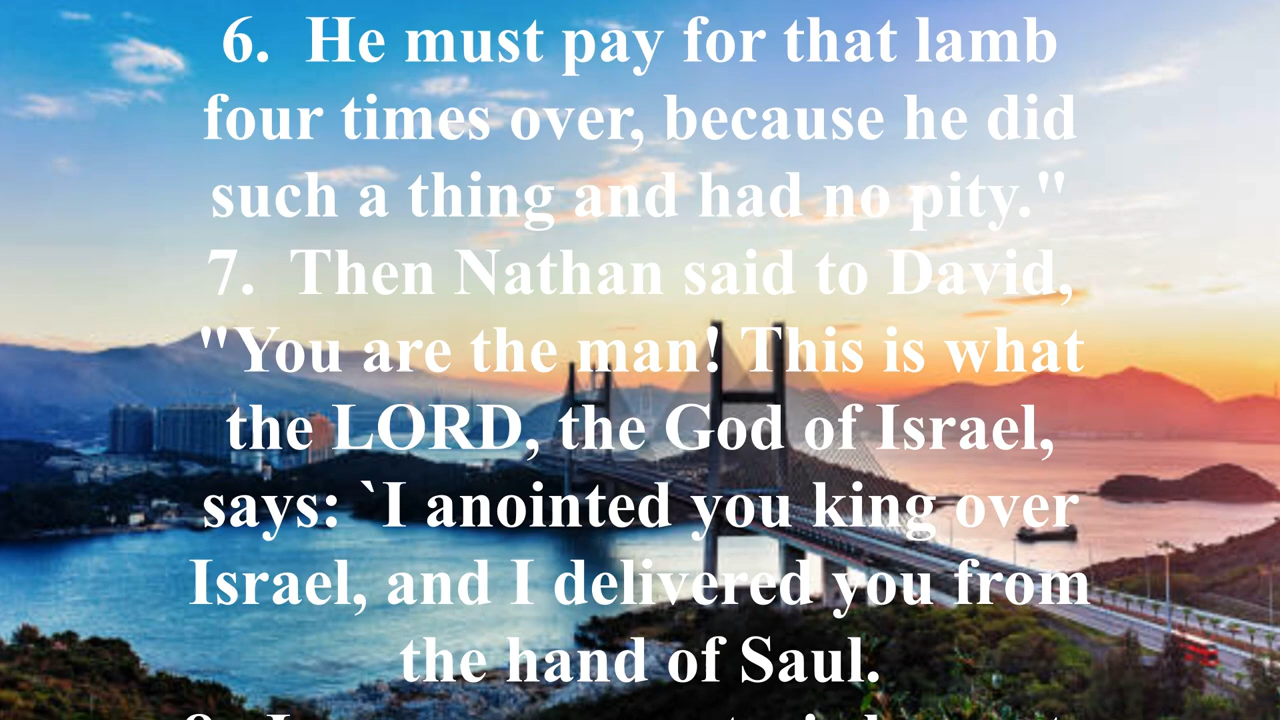 6.  He must pay for that lamb
four times over, because he did
such a thing and had no pity."
7.  Then Nathan said to David,
"You are the man! This is what
the LORD, the God of Israel,
says: `I anointed you king over
Israel, and I delivered you from
the hand of Saul.